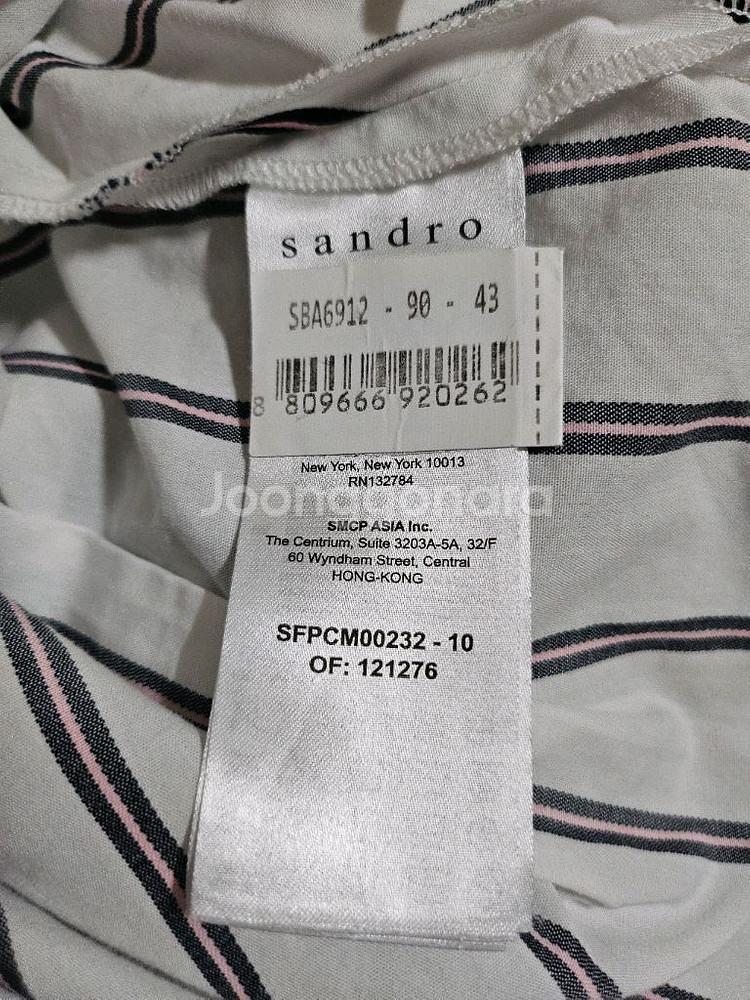 sandro
SBA6912 - 90 - 43
8 809666 920262
New York, New York 10013
RN132784
Joonggonara
SMCP ASIA Inc.
The Centrium, Suite 3203A-5A, 32/F
60 Wyndham Street, Central
HONG-KONG
SFPCM00232 - 10
OF: 121276